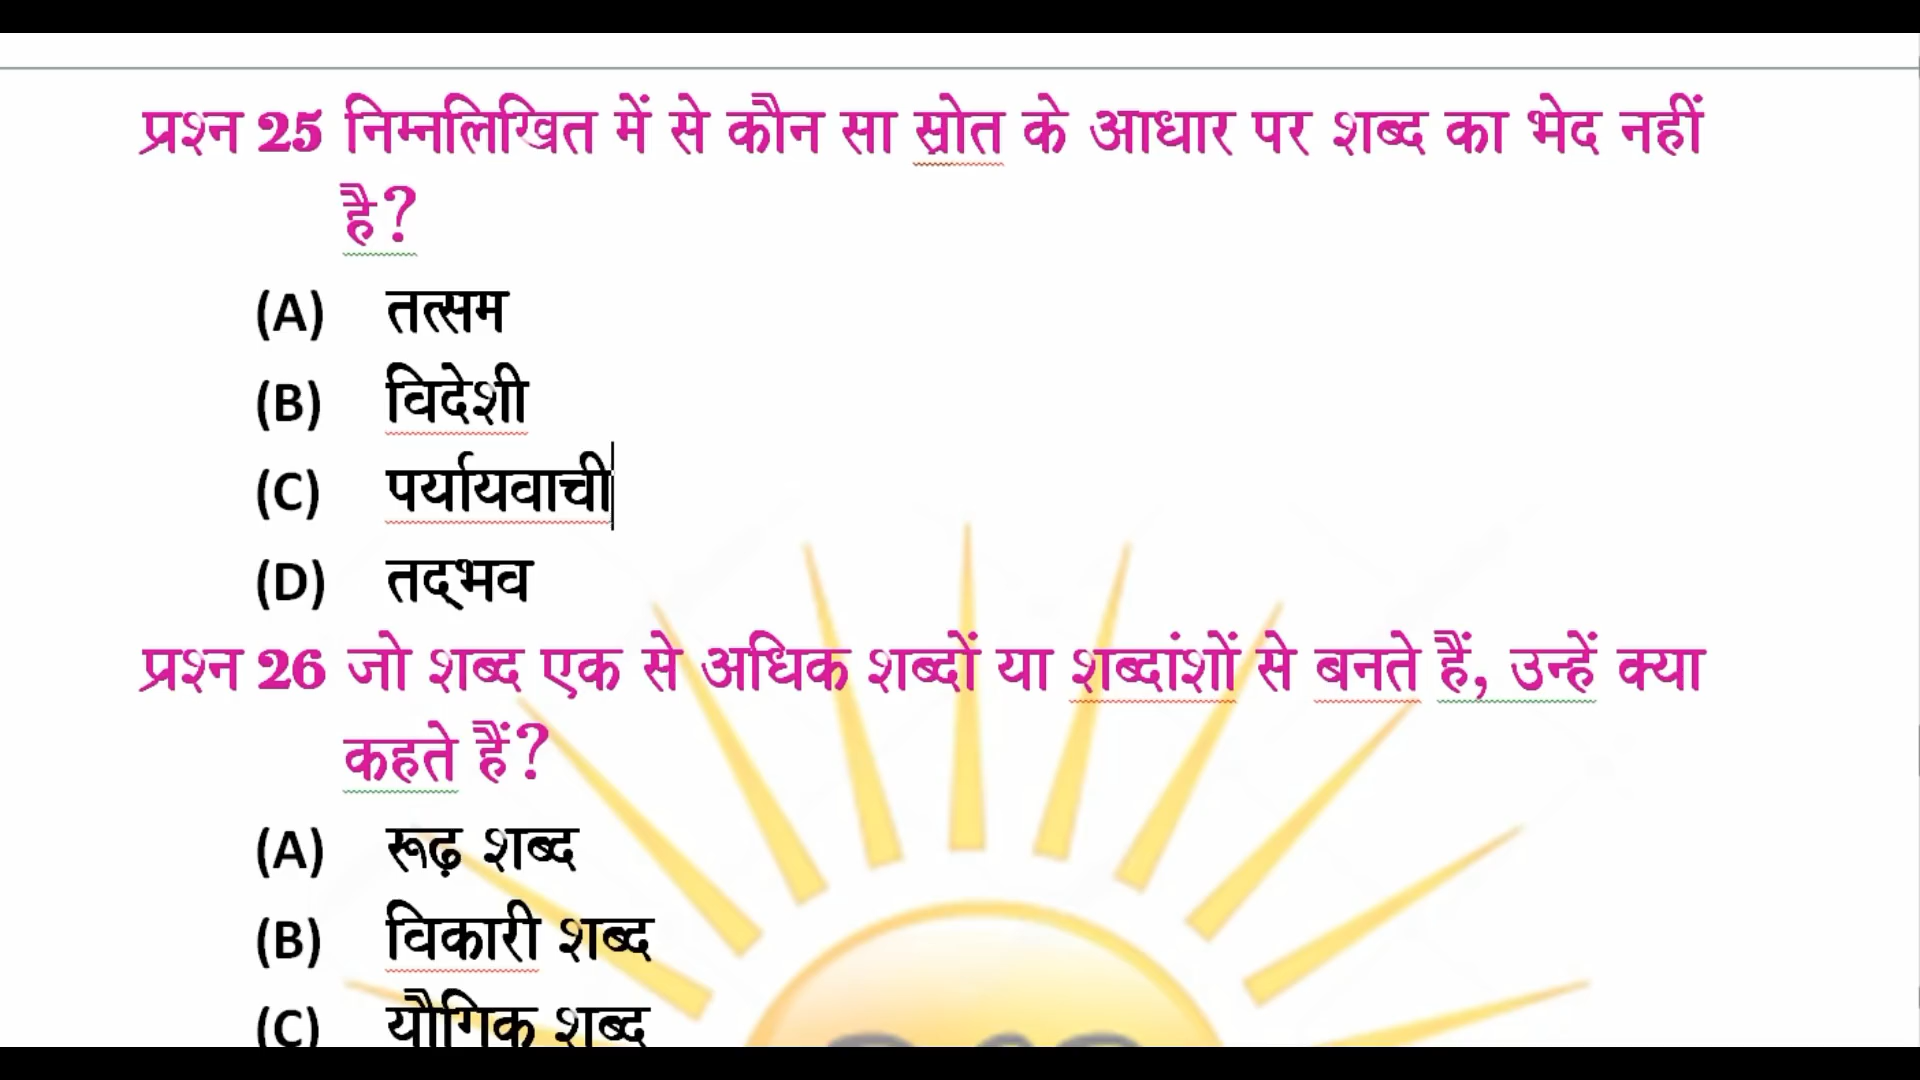 प्रश्न 25 निम्नलिखित में से कौन सा स्रोत के आधार पर शब्द का भेद नहीं
है?
(A) तत्सम
(B) विदेशी
(C) पर्यायवाची
(D) तद्‌भव
प्रश्न 26 जो शब्द एक से अधिक शब्दों या शब्दांशों से बनते हैं, उन्हें क्या
कहते हैं?
(A) रूढ़ शब्द
(B) विकारी शब्द
(C) यौगिक शब्द